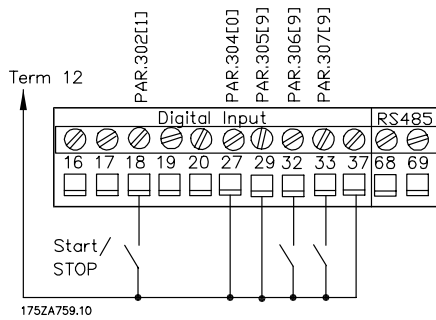 PAR.302[1]
PAR.304[0]
PAR.305[9]
PAR.306[9]
PAR.307[9]
Term 12
Digital Input
RS485
16 17 18 19 20 27 29 32 33 37 68 69
Start/
STOP
175ZA759.10